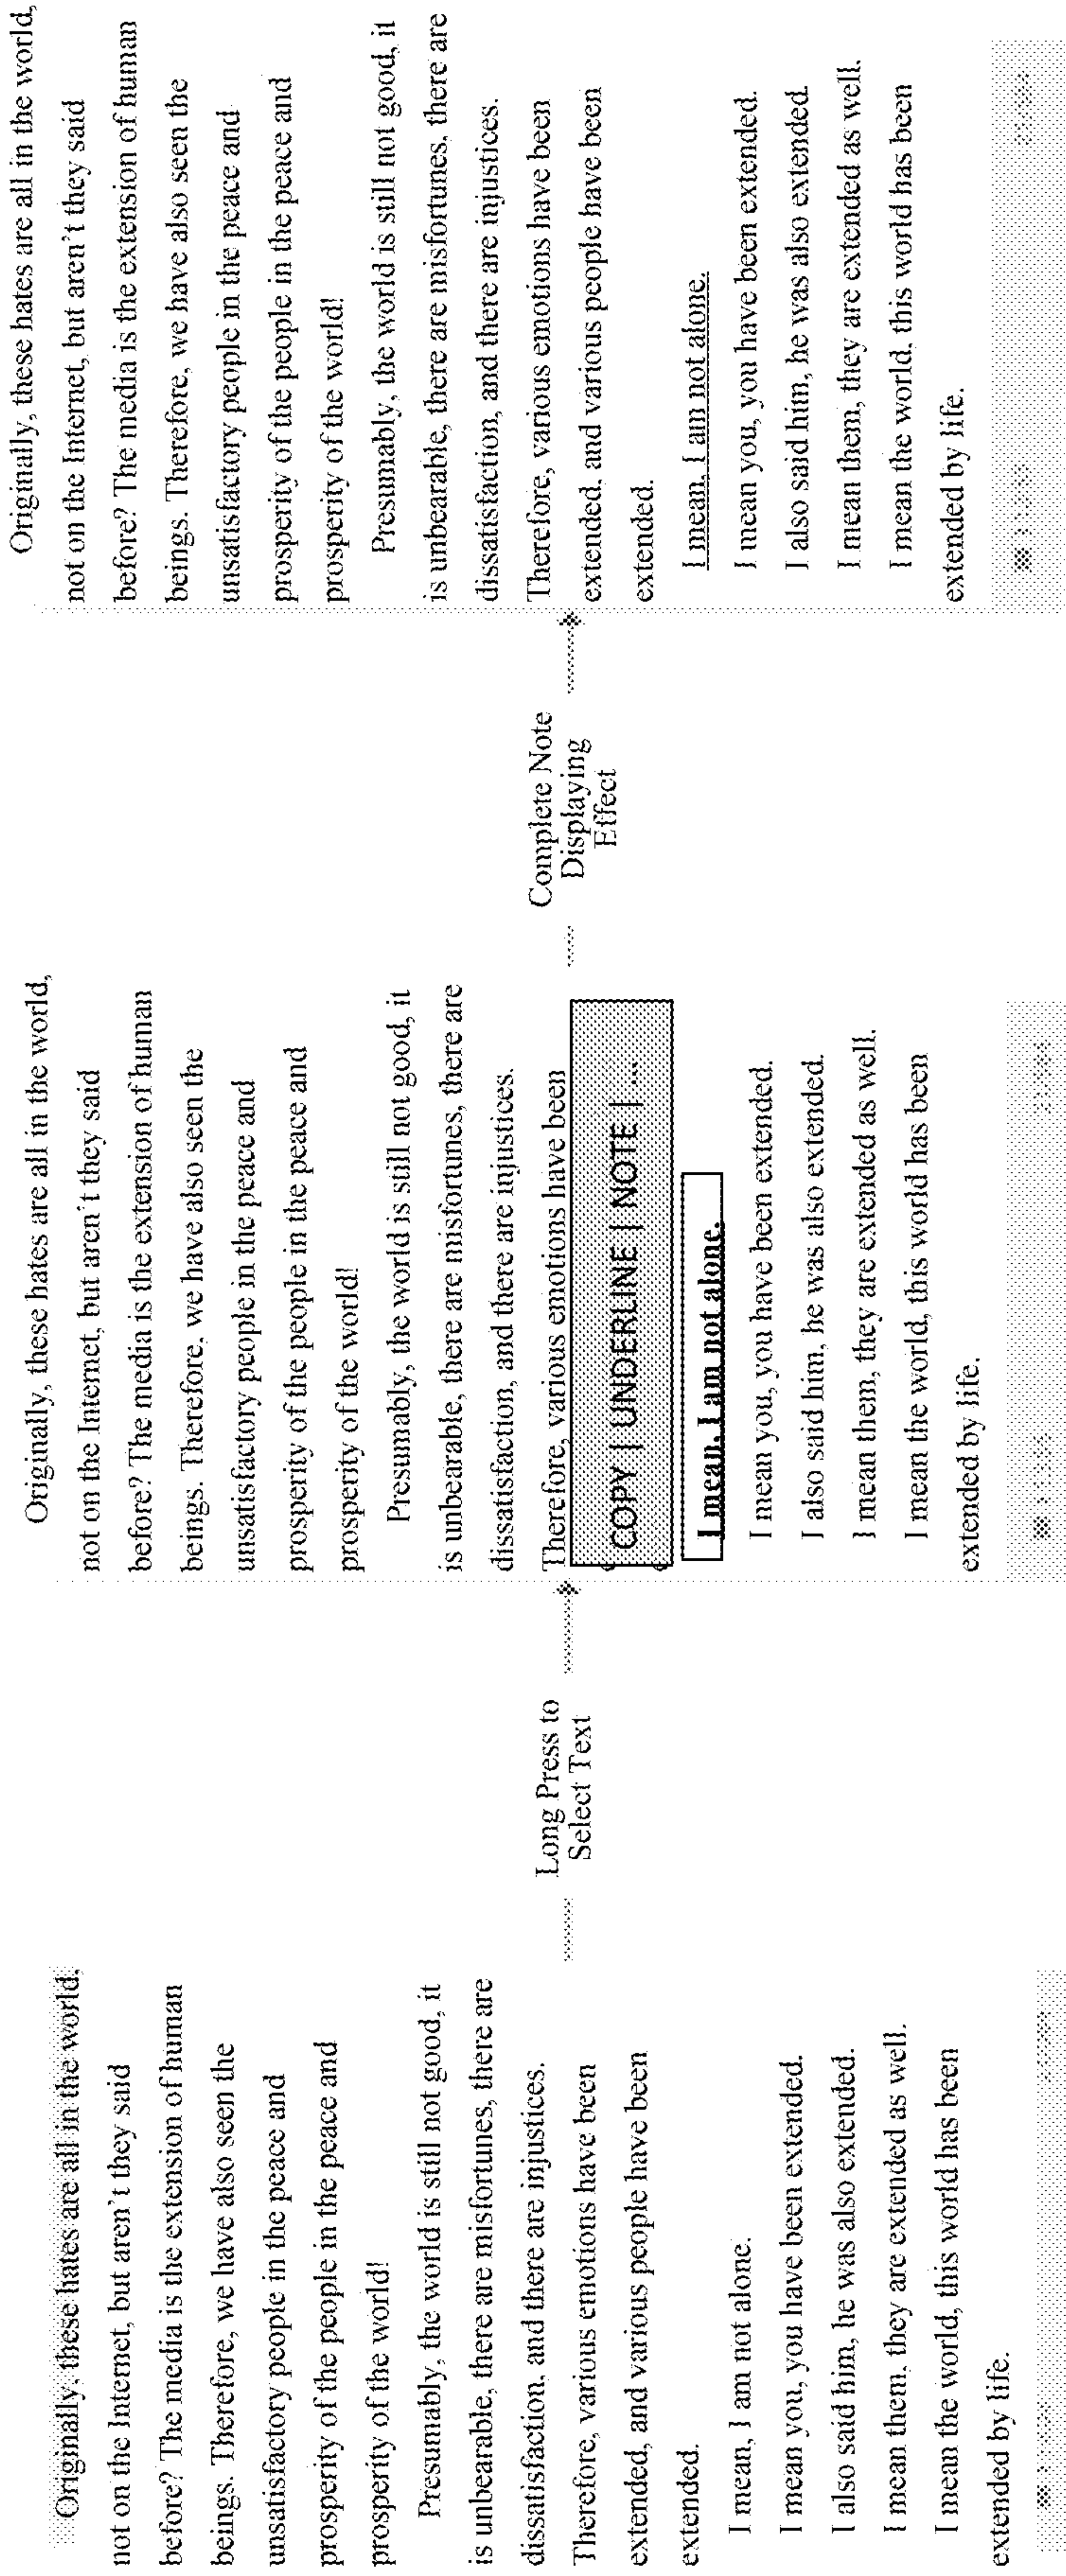 Originally, these hates are all in the world,
not on the Internet, but aren't they said
before? The media is the extension of human
beings. Therefore, we have also seen the
unsatisfactory people in the peace and
prosperity of the people in the peace and
prosperity of the world!
Presumably, the world is still not good, it
is unbearable, there are misfortunes, there are
dissatisfaction, and there are injustices.
Therefore, various emotions have been
extended, and various people have been
extended.
I mean, I am not alone.
I mean you, you have been extended.
I also said him, he was also extended.
I mean them, they are extended as well.
I mean the world, this world has been
extended by life.
Long Press to
Select Text
Originally, these hates are all in the world,
not on the Internet, but aren't they said
before? The media is the extension of human
beings. Therefore, we have also seen the
unsatisfactory people in the peace and
prosperity of the people in the peace and
prosperity of the world!
Presumably, the world is still not good, it
is unbearable, there are misfortunes, there are
dissatisfaction, and there are injustices.
Therefore, various emotions have been
COPY | UNDERLINE | NOTE | ...
I mean, I am not alone.
I mean you, you have been extended.
I also said him, he was also extended.
I mean them, they are extended as well.
I mean the world, this world has been
extended by life.
Complete Note
Displaying
Effect
Originally, these hates are all in the world,
not on the Internet, but aren't they said
before? The media is the extension of human
beings. Therefore, we have also seen the
unsatisfactory people in the peace and
prosperity of the people in the peace and
prosperity of the world!
Presumably, the world is still not good, it
is unbearable, there are misfortunes, there are
dissatisfaction, and there are injustices.
Therefore, various emotions have been
extended, and various people have been
extended.
I mean, I am not alone.
I mean you, you have been extended.
I also said him, he was also extended.
I mean them, they are extended as well.
I mean the world, this world has been
extended by life.